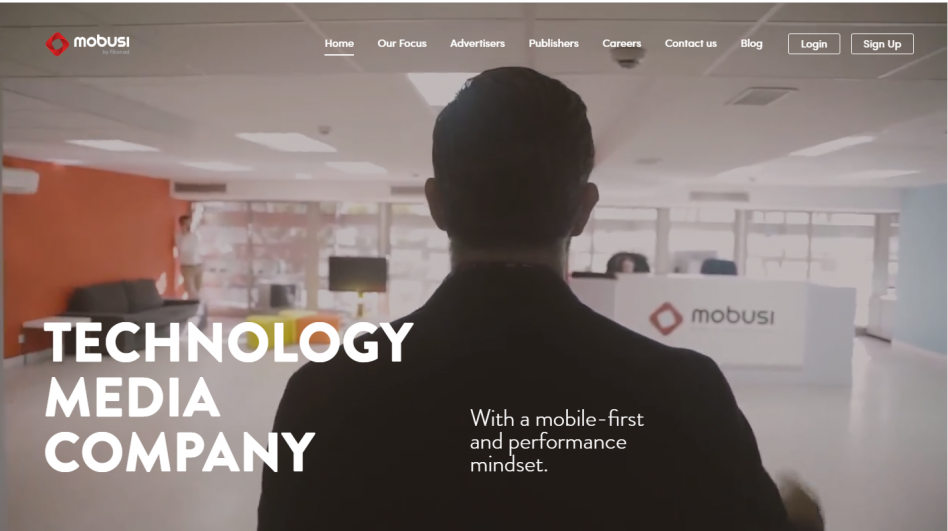 mobusi
Home Our Focus Advertisers Publishers Careers Contact us Blog Login Sign Up
mobusi
TECHNOLOGY
MEDIA
COMPANY
With a mobile-first
and performance
mindset.